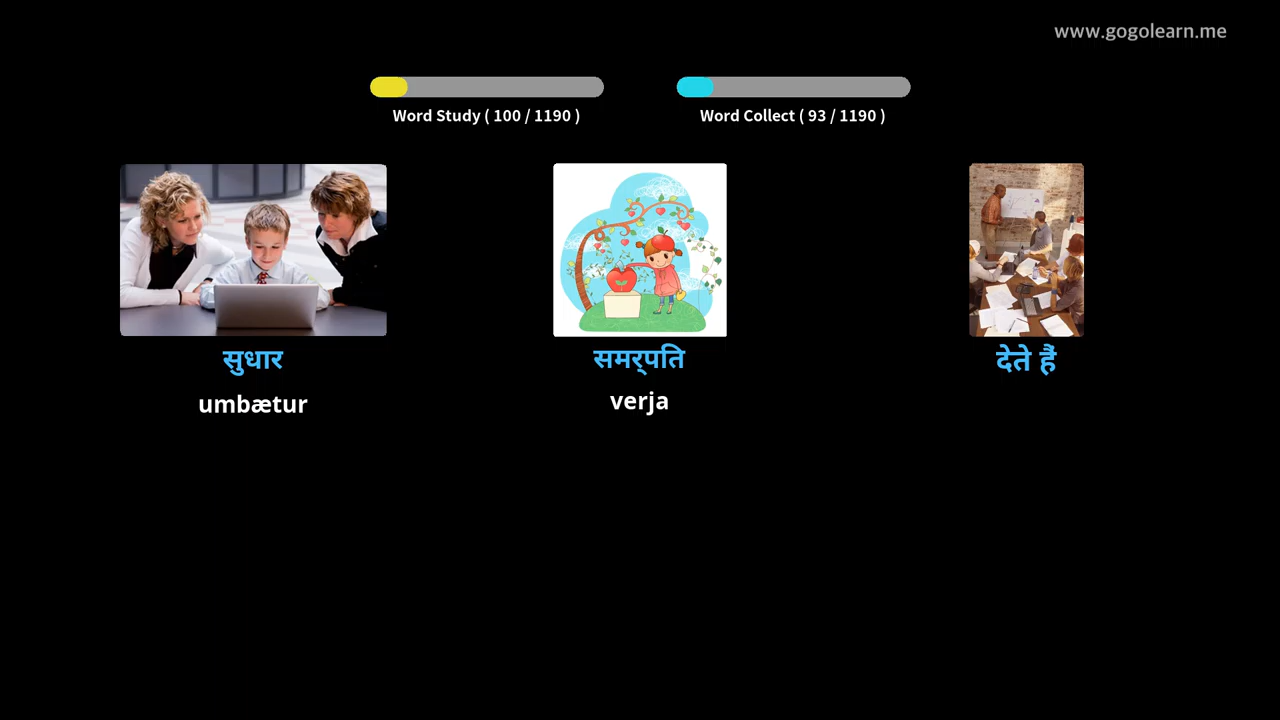 www.gogolearn.me
Word Study ( 100 / 1190 )
Word Collect ( 93 / 1190 )
सुधार
समर्पति
देते हैं
umbætur
verja